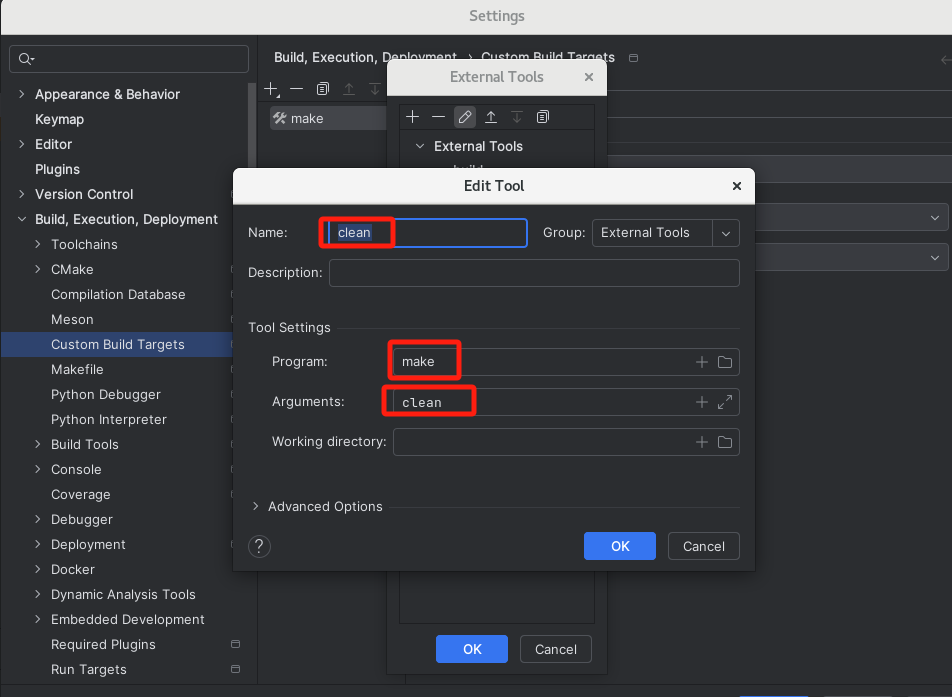 Settings
Build, Execution, Deployment › Custom Build Targets
External Tools
Appearance & Behavior
Keymap
Editor
Plugins
Version Control
Build, Execution, Deployment
Toolchains
CMake
Compilation Database
Meson
Custom Build Targets
Makefile
Python Debugger
Python Interpreter
Build Tools
Console
Coverage
Debugger
Deployment
Docker
Dynamic Analysis Tools
Embedded Development
Required Plugins
Run Targets
make
External Tools
Edit Tool
Name: clean Group: External Tools
Description:
Tool Settings
Program: make
Arguments: clean
Working directory:
Advanced Options
? OK Cancel
OK Cancel